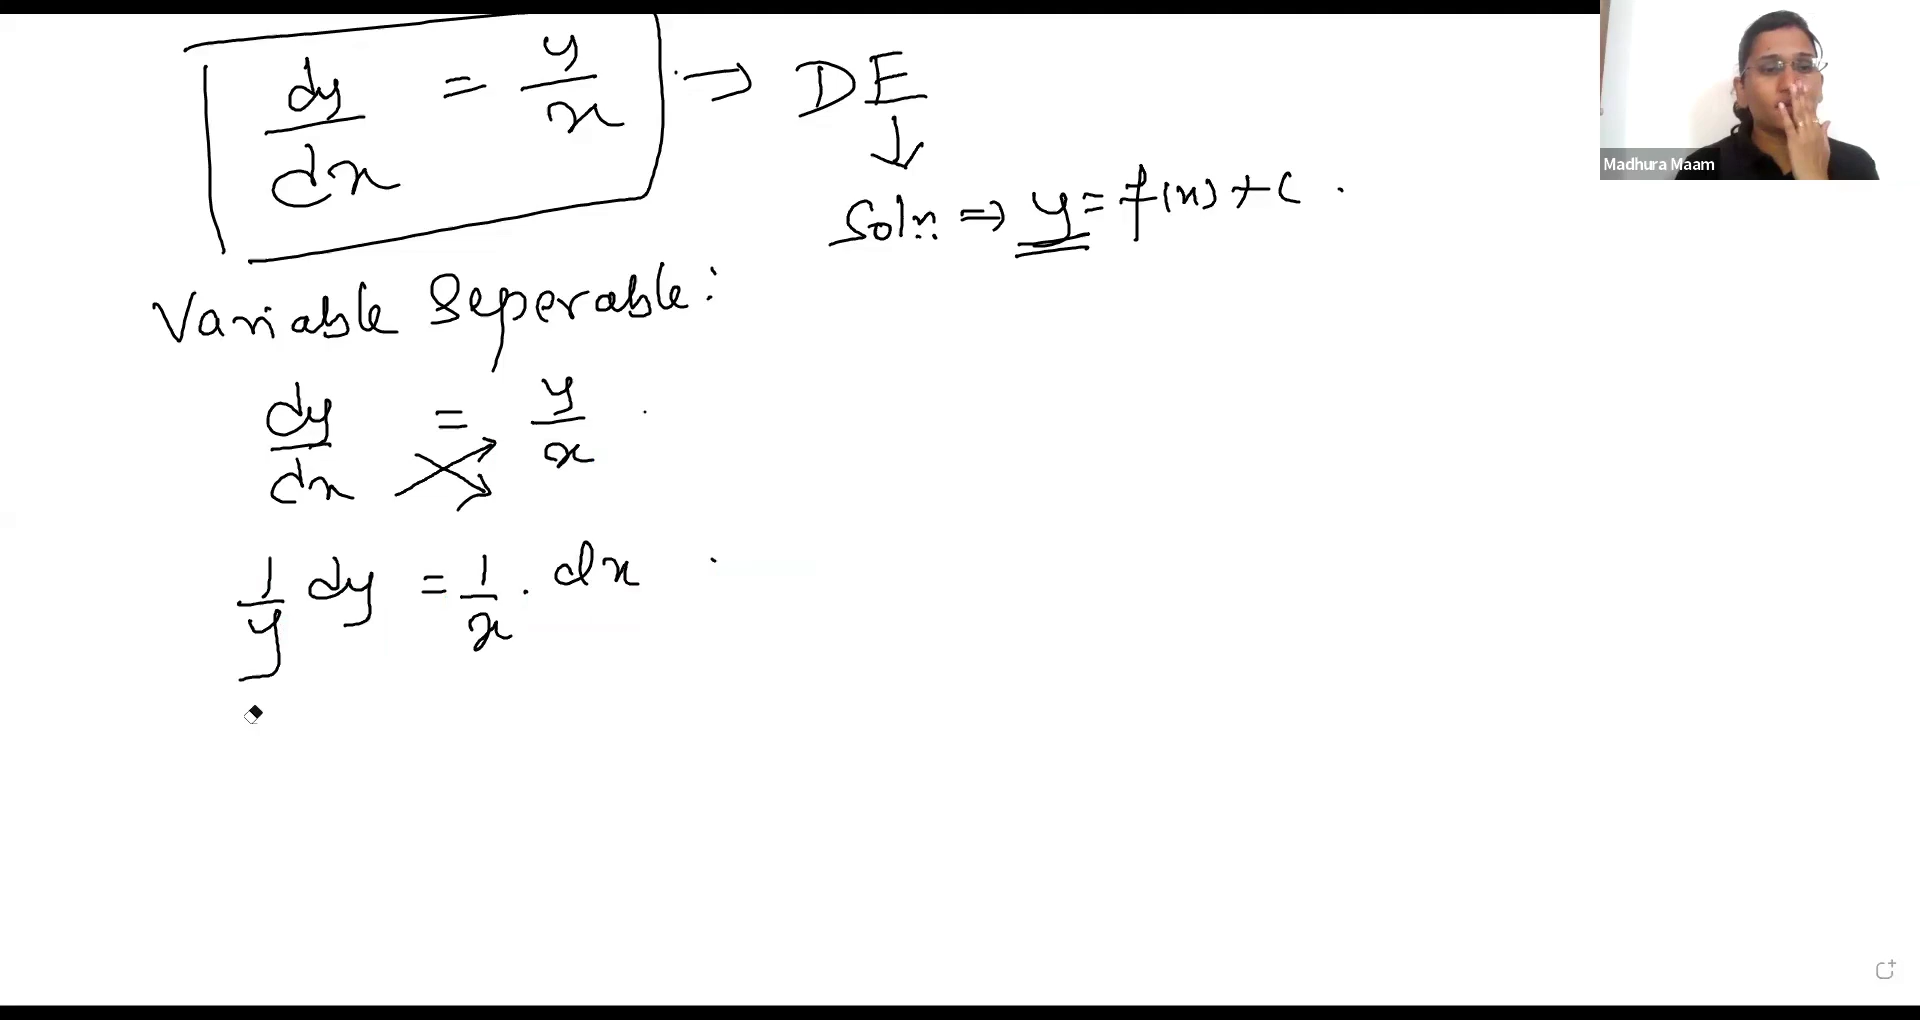 dy/dx = y/x → DE
↓
Soln ⇒ y = f(x) + C .
Madhura Maam
Variable Seperable:
dy/dx = y/x
1/y dy = 1/x . dx